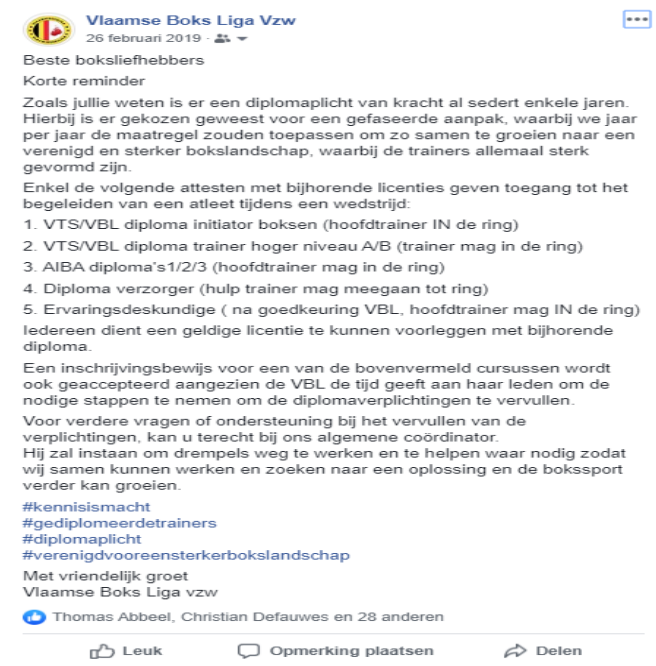 Vlaamse Boks Liga Vzw
26 februari 2019 ·
Beste boksliefhebbers
Korte reminder
Zoals jullie weten is er een diplomaplicht van kracht al sedert enkele jaren.
Hierbij is er gekozen geweest voor een gefaseerde aanpak, waarbij we jaar
per jaar de maatregel zouden toepassen om zo samen te groeien naar een
verenigd en sterker bokslandschap, waarbij de trainers allemaal sterk
gevormd zijn.
Enkel de volgende attesten met bijhorende licenties geven toegang tot het
begeleiden van een atleet tijdens een wedstrijd:
1. VTS/VBL diploma initiator boksen (hoofdtrainer IN de ring)
2. VTS/VBL diploma trainer hoger niveau A/B (trainer mag in de ring)
3. AIBA diploma's1/2/3 (hoofdtrainer mag in de ring)
4. Diploma verzorger (hulp trainer mag meegaan tot ring)
5. Ervaringsdeskundige ( na goedkeuring VBL, hoofdtrainer mag IN de ring)
Iedereen dient een geldige licentie te kunnen voorleggen met bijhorende
diploma.
Een inschrijvingsbewijs voor een van de bovenvermeld cursussen wordt
ook geaccepteerd aangezien de VBL de tijd geeft aan haar leden om de
nodige stappen te nemen om de diplomaverplichtingen te vervullen.
Voor verdere vragen of ondersteuning bij het vervullen van de
verplichtingen, kan u terecht bij ons algemene coördinator.
Hij zal instaan om drempels weg te werken en te helpen waar nodig zodat
wij samen kunnen werken en zoeken naar een oplossing en de bokssport
verder kan groeien.
#kennisismacht
#gediplomeerdetrainers
#diplomaplicht
#verenigdvooreensterkerbokslandschap
Met vriendelijk groet
Vlaamse Boks Liga vzw
Thomas Abbeel, Christian Defauwes en 28 anderen
Leuk Opmerking plaatsen Delen